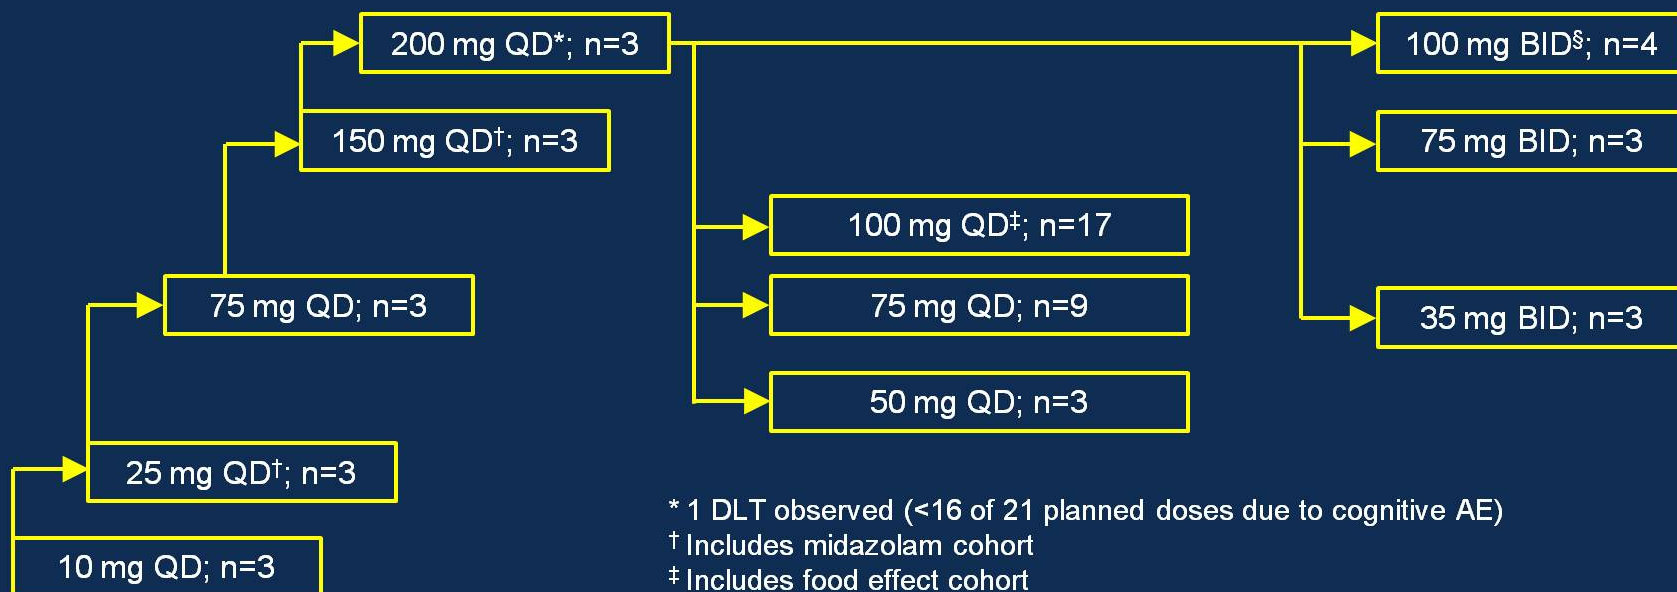 200 mg QD*; n=3
100 mg BID§; n=4
150 mg QD†; n=3
75 mg BID; n=3
100 mg QD‡; n=17
75 mg QD; n=3
75 mg QD; n=9
35 mg BID; n=3
50 mg QD; n=3
25 mg QD†; n=3
10 mg QD; n=3
* 1 DLT observed (<16 of 21 planned doses due to cognitive AE)
† Includes midazolam cohort
‡ Includes food effect cohort